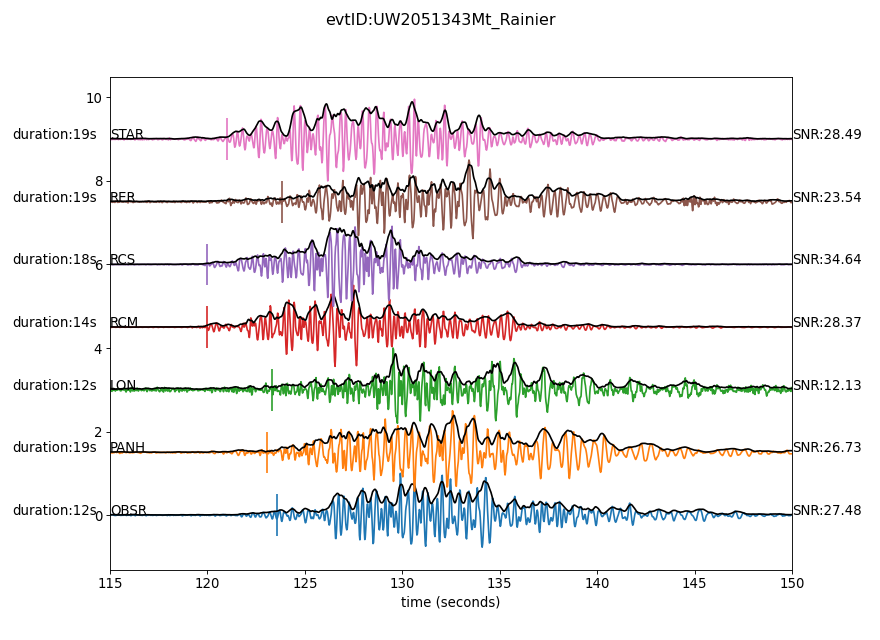 evtID:UW2051343Mt_Rainier
10
duration:19s STAR SNR:28.49
8
duration:19s RER SNR:23.54
duration:18s RCS SNR:34.64
6
duration:14s RCM SNR:28.37
4
duration:12s LON SNR:12.13
2
duration:19s PANH SNR:26.73
duration:12s OBSR SNR:27.48
0
115 120 125 130 135 140 145 150
time (seconds)